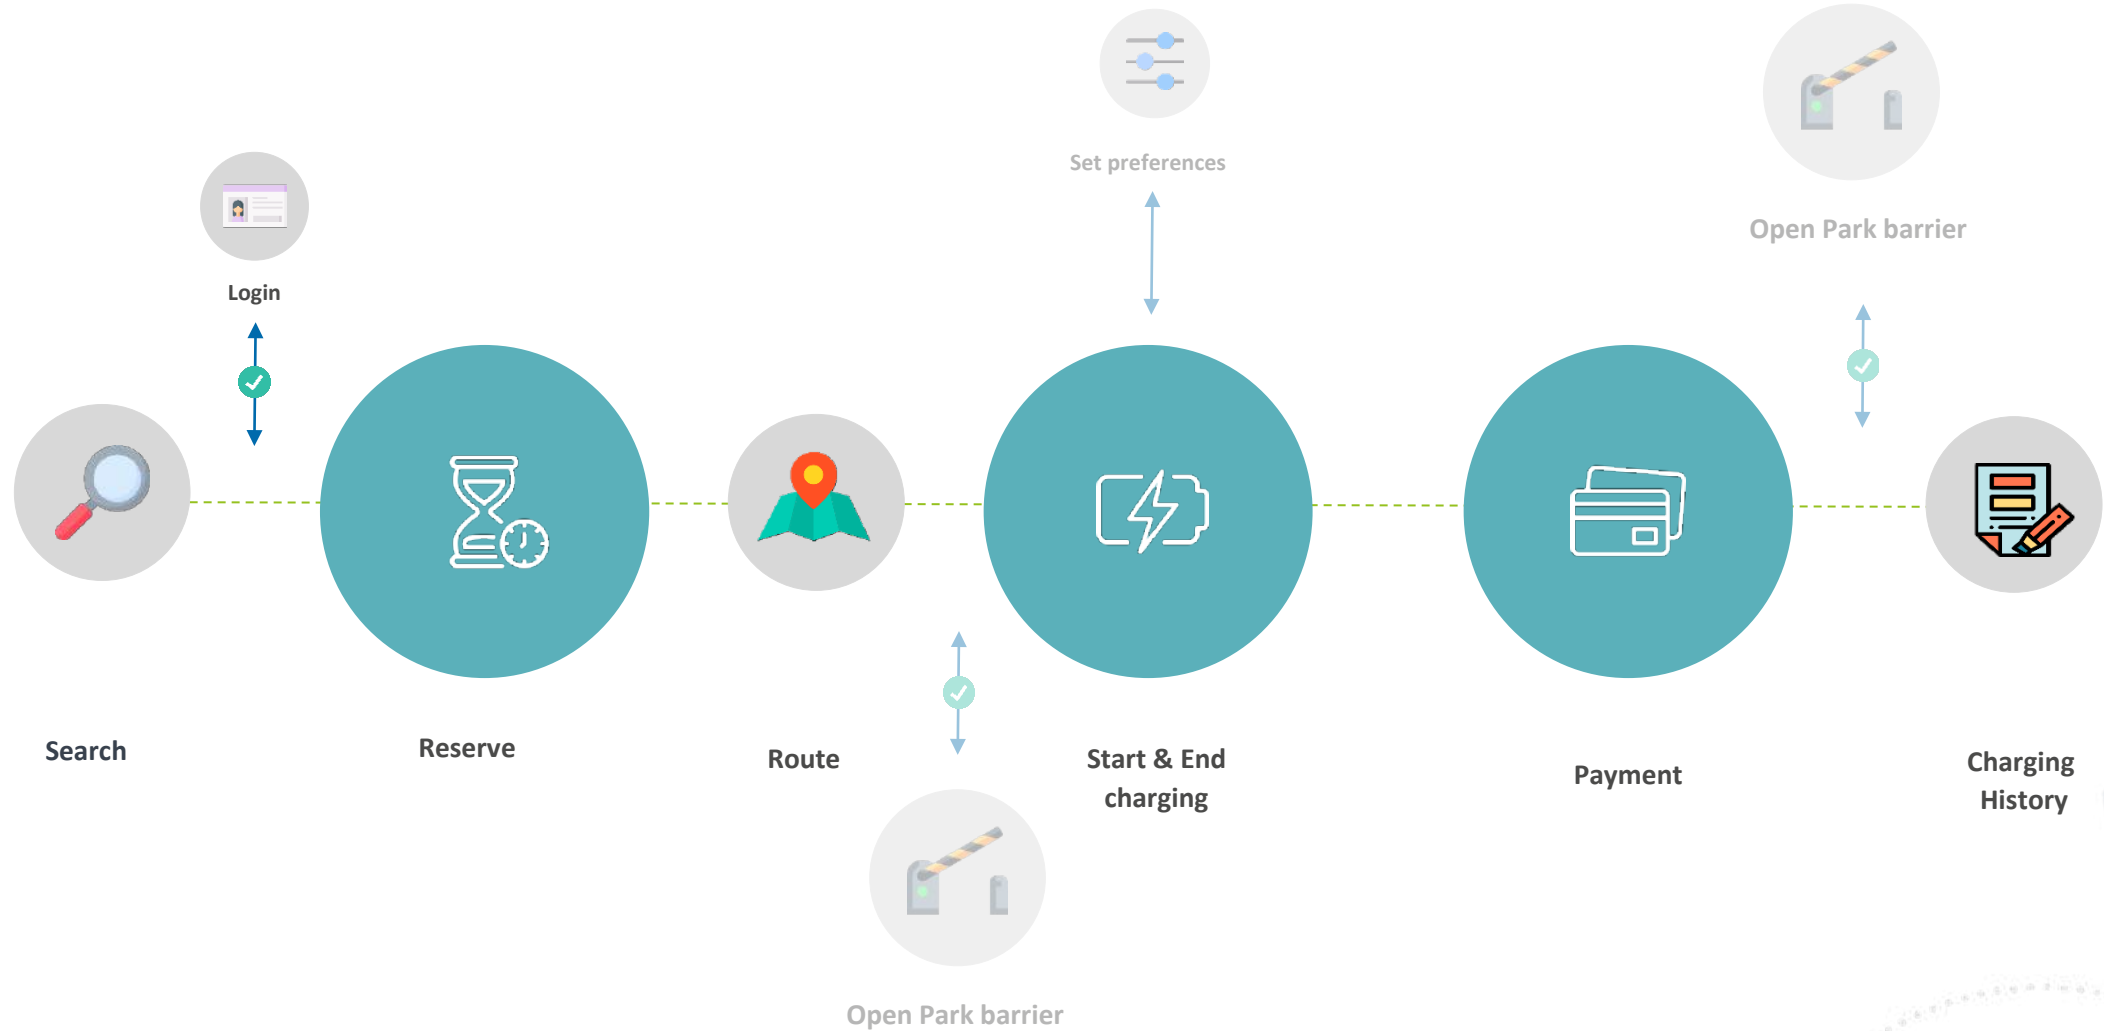 Set preferences
Open Park barrier
Login
Search
Reserve
Route
Start & End
charging
Payment
Charging
History
Open Park barrier